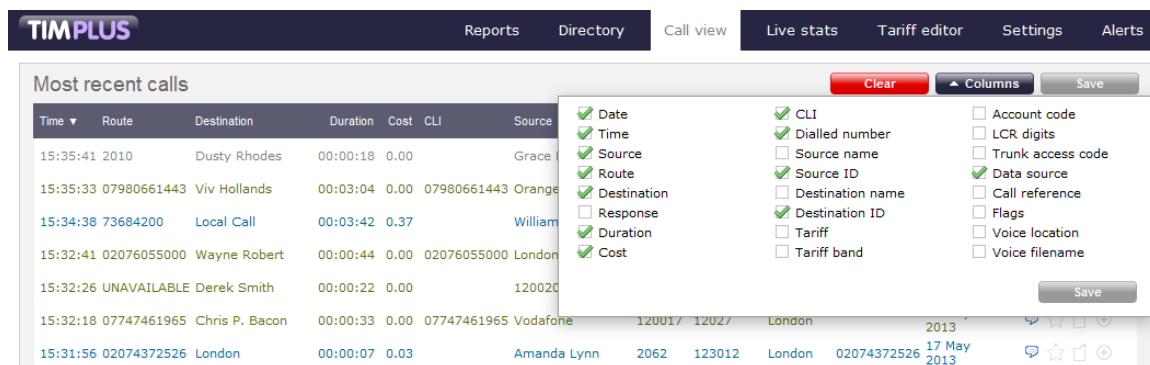 TIMPLUS Reports Directory Call view Live stats Tariff editor Settings Alerts
Most recent calls Clear Columns Save
Time Route Destination Duration Cost CLI Source
Date CLI Account code
Time Dialled number LCR digits
Source Source name Trunk access code
Route Source ID Data source
Destination Destination name Call reference
Response Destination ID Flags
Duration Tariff Voice location
Cost Tariff band Voice filename
Save
15:35:41 2010 Dusty Rhodes 00:00:18 0.00 Grace
15:35:33 07980661443 Viv Hollands 00:03:04 0.00 07980661443 Orange
15:34:38 73684200 Local Call 00:03:42 0.37 William
15:32:41 02076055000 Wayne Robert 00:00:44 0.00 02076055000 London
15:32:26 UNAVAILABLE Derek Smith 00:00:22 0.00 120020
15:32:18 07747461965 Chris P. Bacon 00:00:33 0.00 07747461965 Vodafone 120017 12027 London 2013
15:31:56 02074372526 London 00:00:07 0.03 Amanda Lynn 2062 123012 London 02074372526 17 May 2013